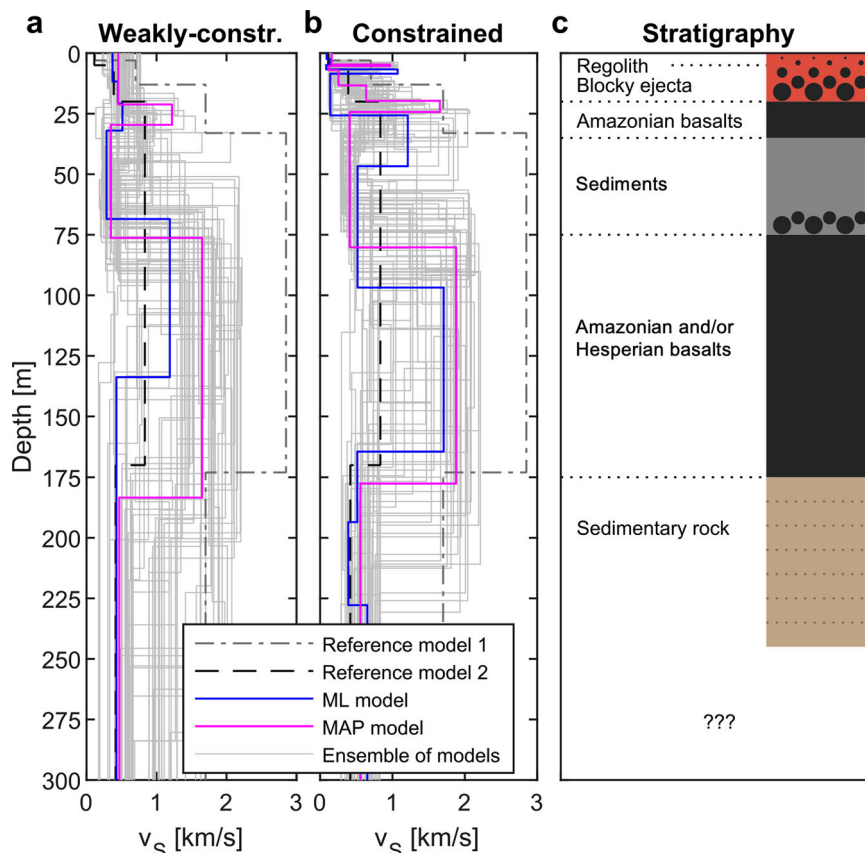 a Weakly-constr.
b Constrained
c Stratigraphy
0
25
50
75
100
125
150
175
200
225
250
275
300
Depth [m]
0 1 2 3
v_S [km/s]
0 1 2 3
v_S [km/s]
Regolith
Blocky ejecta
Amazonian basalts
Sediments
Amazonian and/or
Hesperian basalts
Sedimentary rock
???
Reference model 1
Reference model 2
ML model
MAP model
Ensemble of models